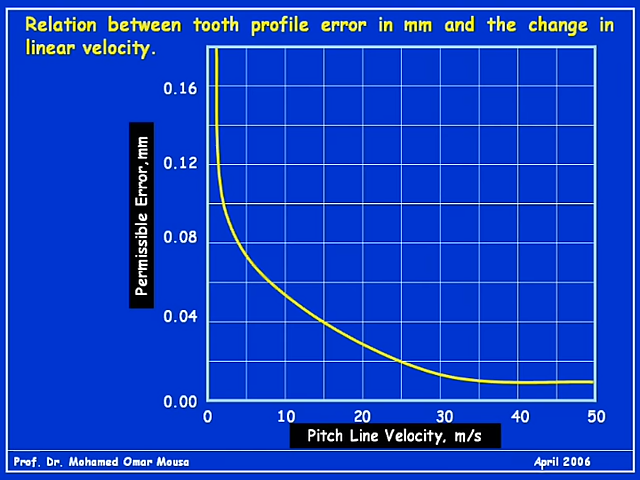 Relation between tooth profile error in mm and the change in
linear velocity.
0.16
0.12
0.08
0.04
0.00
Permissible Error,mm
0 10 20 30 40 50
Pitch Line Velocity, m/s
Prof. Dr. Mohamed Omar Mousa April 2006